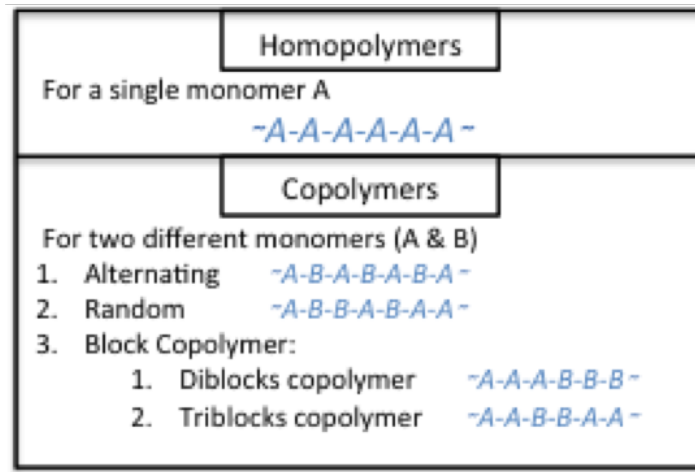 Homopolymers
For a single monomer A
~A-A-A-A-A-A~
Copolymers
For two different monomers (A & B)
1. Alternating ~A-B-A-B-A-B-A~
2. Random ~A-B-B-A-B-A-A~
3. Block Copolymer:
1. Diblocks copolymer ~A-A-A-B-B-B~
2. Triblocks copolymer ~A-A-B-B-A-A~